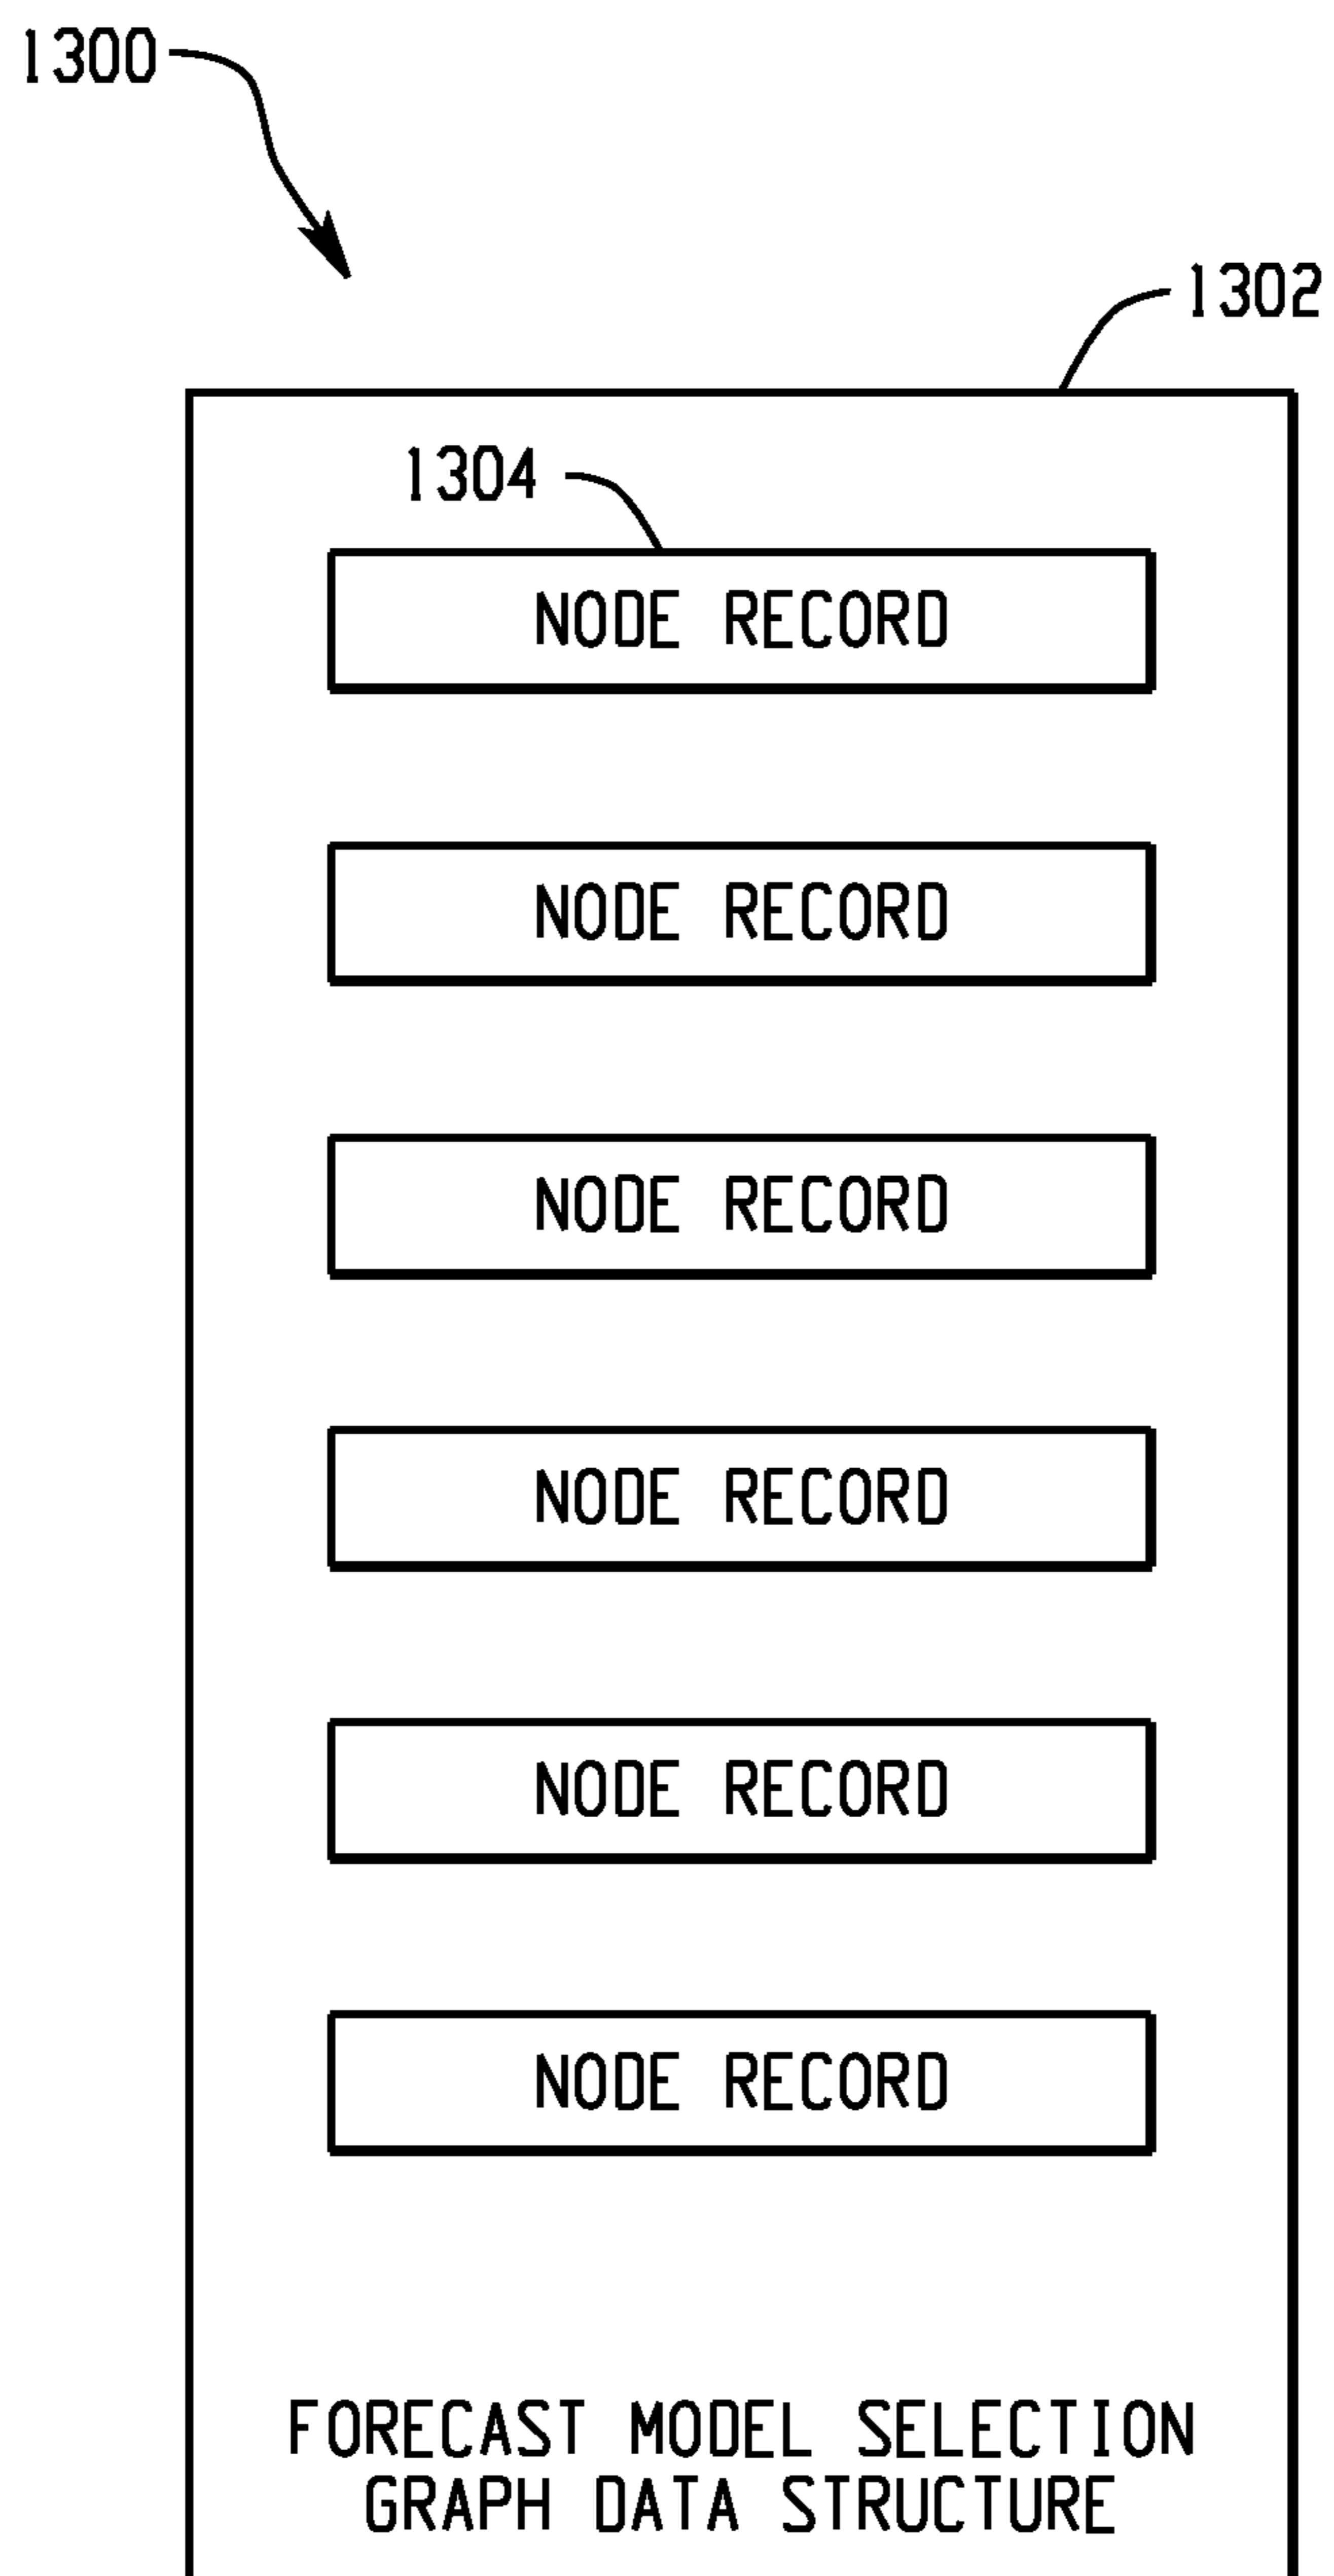 1300
1302
1304
NODE RECORD
NODE RECORD
NODE RECORD
NODE RECORD
NODE RECORD
NODE RECORD
FORECAST MODEL SELECTION
GRAPH DATA STRUCTURE